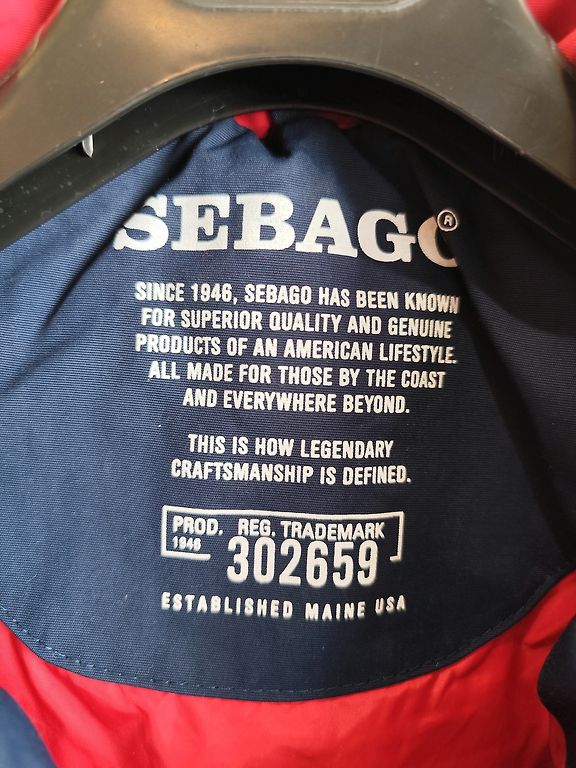 SEBAGO®
SINCE 1946, SEBAGO HAS BEEN KNOWN
FOR SUPERIOR QUALITY AND GENUINE
PRODUCTS OF AN AMERICAN LIFESTYLE.
ALL MADE FOR THOSE BY THE COAST
AND EVERYWHERE BEYOND.
THIS IS HOW LEGENDARY
CRAFTSMANSHIP IS DEFINED.
PROD. REG. TRADEMARK
1946 302659
ESTABLISHED MAINE USA